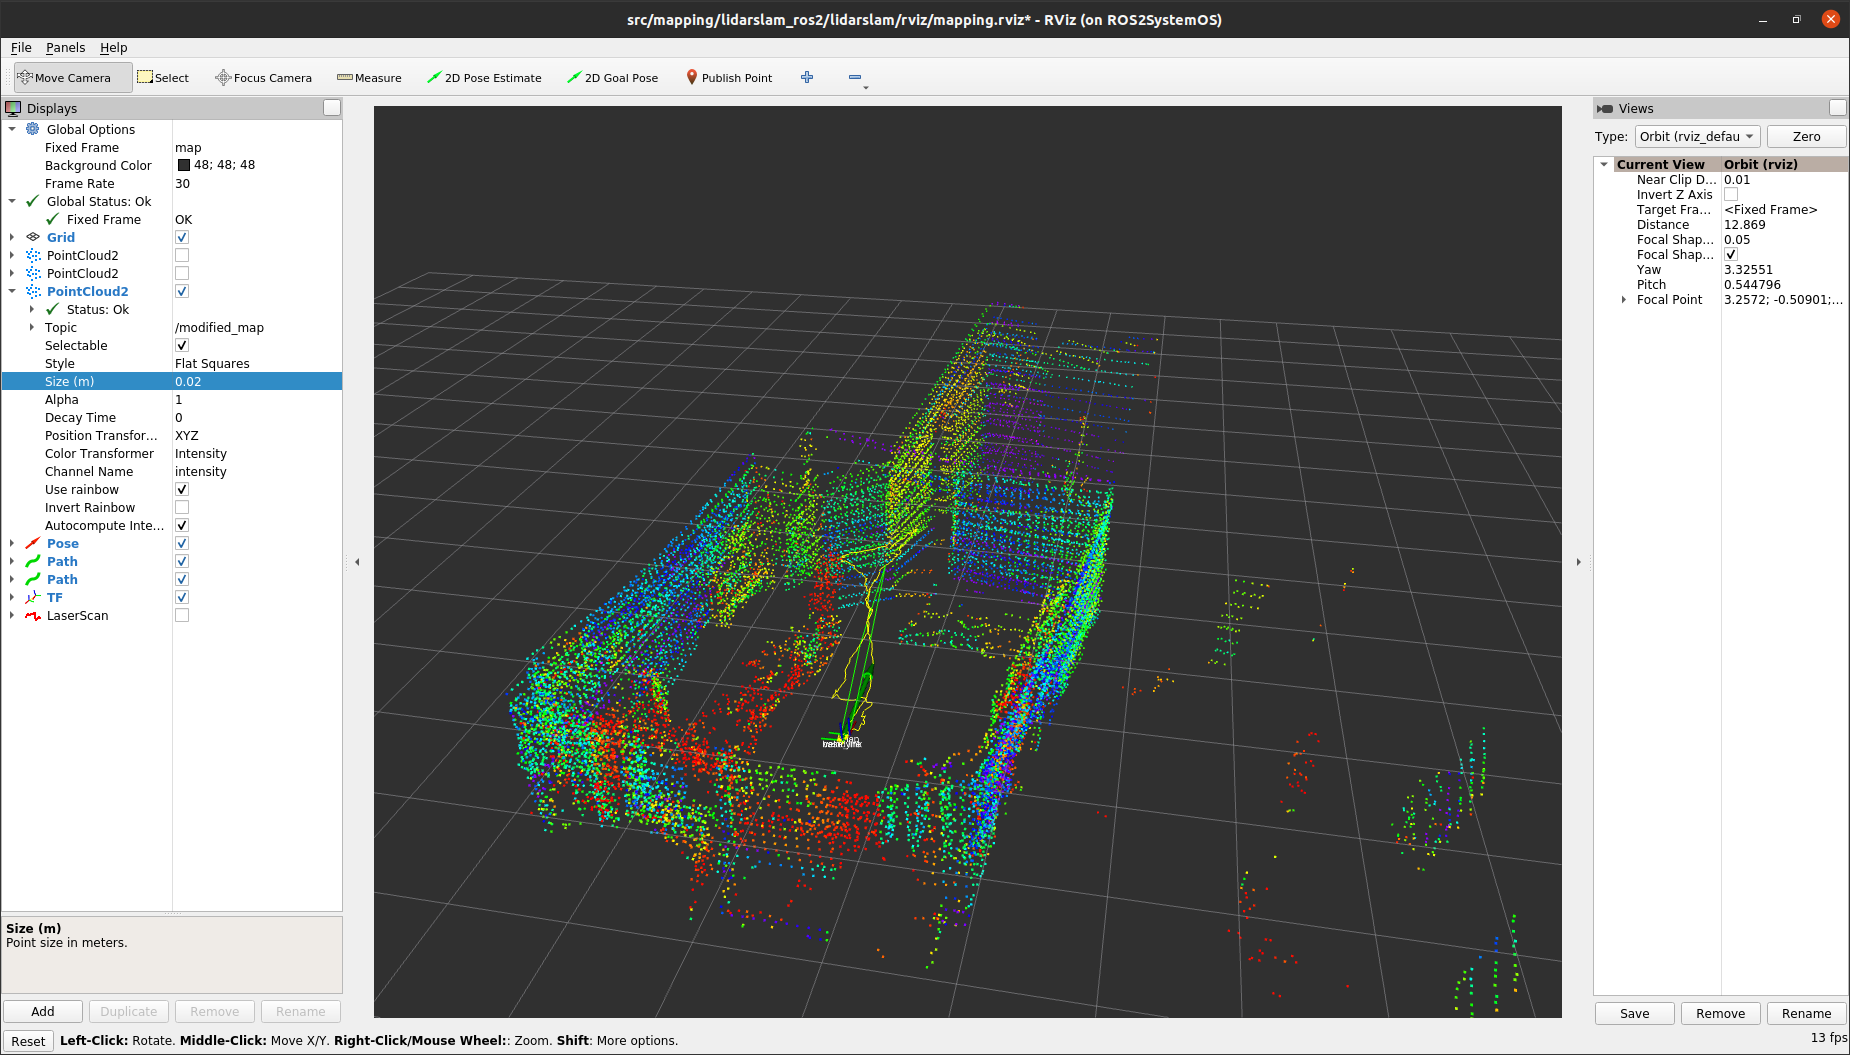 src/mapping/lidarslam_ros2/lidarslam/rviz/mapping.rviz* - RViz (on ROS2SystemOS)
File Panels Help
Move Camera Select Focus Camera Measure 2D Pose Estimate 2D Goal Pose Publish Point
Displays
Global Options
Fixed Frame map
Background Color 48; 48; 48
Frame Rate 30
Global Status: Ok
Fixed Frame OK
Grid
PointCloud2
PointCloud2
PointCloud2
Status: Ok
Topic /modified_map
Selectable
Style Flat Squares
Size (m) 0.02
Alpha 1
Decay Time 0
Position Transfor... XYZ
Color Transformer Intensity
Channel Name intensity
Use rainbow
Invert Rainbow
Autocompute Inte...
Pose
Path
Path
TF
LaserScan
Size (m)
Point size in meters.
Add Duplicate Remove Rename
Reset Left-Click: Rotate. Middle-Click: Move X/Y. Right-Click/Mouse Wheel:: Zoom. Shift: More options.
Views
Type: Orbit (rviz_defau Zero
Current View Orbit (rviz)
Near Clip D... 0.01
Invert Z Axis
Target Fra... <Fixed Frame>
Distance 12.869
Focal Shap... 0.05
Focal Shap...
Yaw 3.32551
Pitch 0.544796
Focal Point 3.2572; -0.50901;...
Save Remove Rename
13 fps